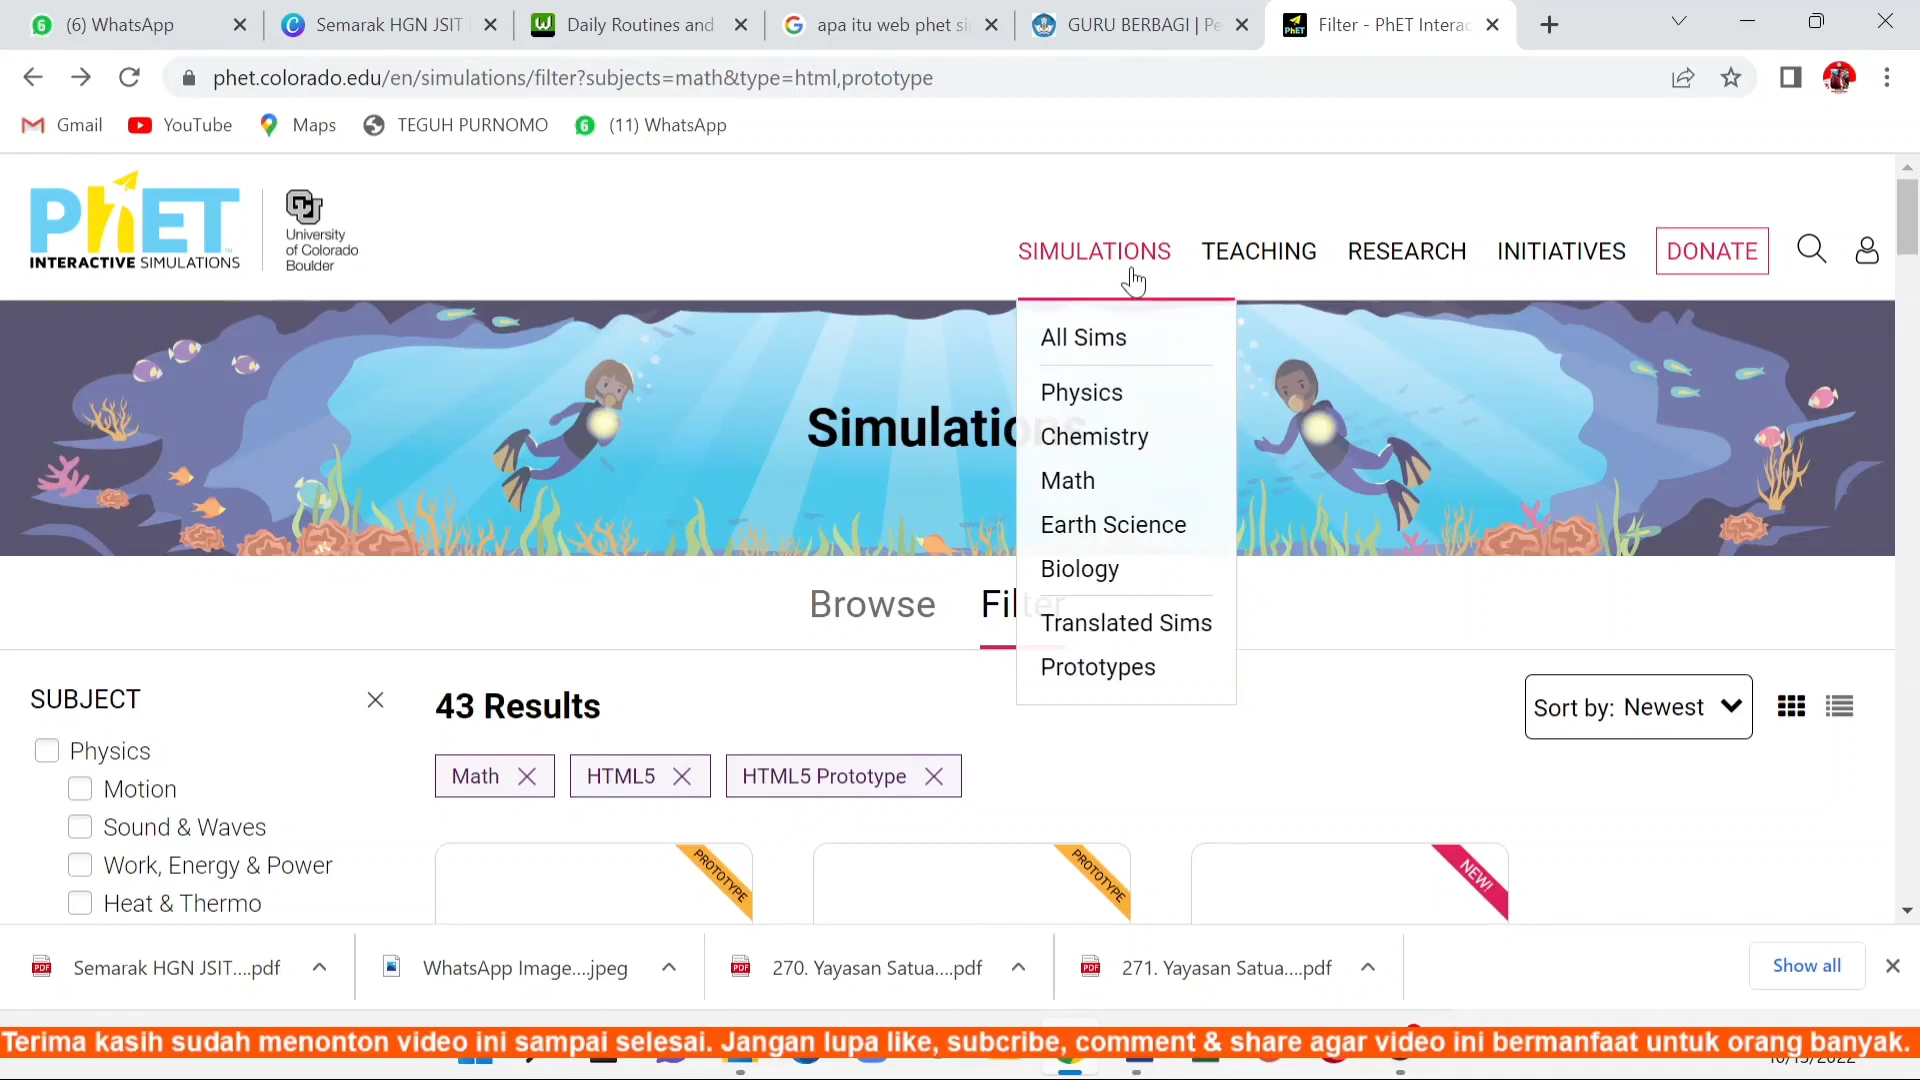 (6) WhatsApp
Semarak HGN JSIT
Daily Routines and
apa itu web phet si
GURU BERBAGI | Pe
Filter - PhET Interac
phet.colorado.edu/en/simulations/filter?subjects=math&type=html,prototype
Gmail
YouTube
Maps
TEGUH PURNOMO
(11) WhatsApp
PhET
INTERACTIVE SIMULATIONS
University
of Colorado
Boulder
SIMULATIONS
TEACHING
RESEARCH
INITIATIVES
DONATE
All Sims
Physics
Chemistry
Math
Earth Science
Biology
Translated Sims
Prototypes
Simulations
Browse
Filter
SUBJECT
Physics
Motion
Sound & Waves
Work, Energy & Power
Heat & Thermo
43 Results
Sort by: Newest
Math
HTML5
HTML5 Prototype
PROTOTYPE
PROTOTYPE
NEW!
Semarak HGN JSIT....pdf
WhatsApp Image....jpeg
270. Yayasan Satua....pdf
271. Yayasan Satua....pdf
Show all
Terima kasih sudah menonton video ini sampai selesai. Jangan lupa like, subcribe, comment & share agar video ini bermanfaat untuk orang banyak.